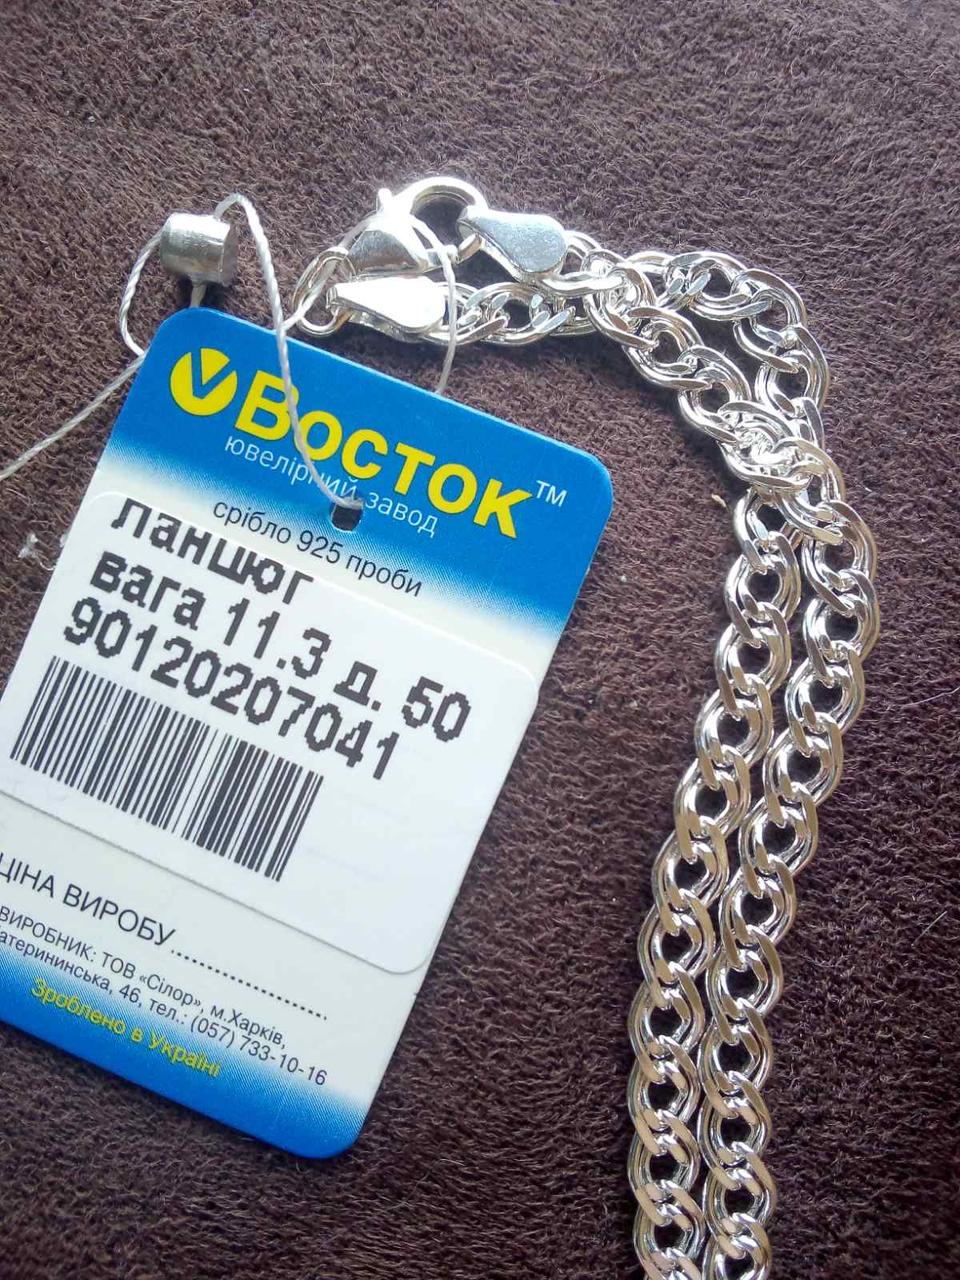 Восток™
ювелірний завод
срібло 925 проби
Ланцюг
вага 11.3 д. 50
90120207041
ЦІНА ВИРОБУ
ВИРОБНИК: ТОВ «Сілор», м.Харків,
46, тел.: (057) 733-10-16
Зроблено в Україні